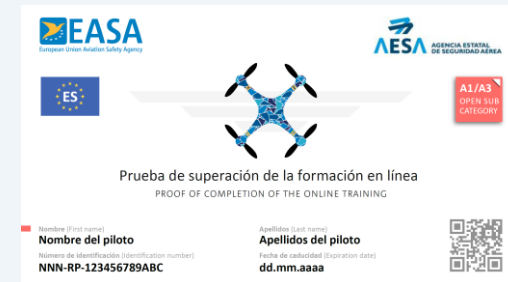 EASA
European Union Aviation Safety Agency
AESA AGENCIA ESTATAL
DE SEGURIDAD AÉREA
ES
A1/A3
OPEN SUB
CATEGORY
Prueba de superación de la formación en línea
PROOF OF COMPLETION OF THE ONLINE TRAINING
Nombre (First name)
Nombre del piloto
Apellidos (Last name)
Apellidos del piloto
Número de identificación (Identification number)
NNN-RP-123456789ABC
Fecha de caducidad (Expiration date)
dd.mm.aaaa